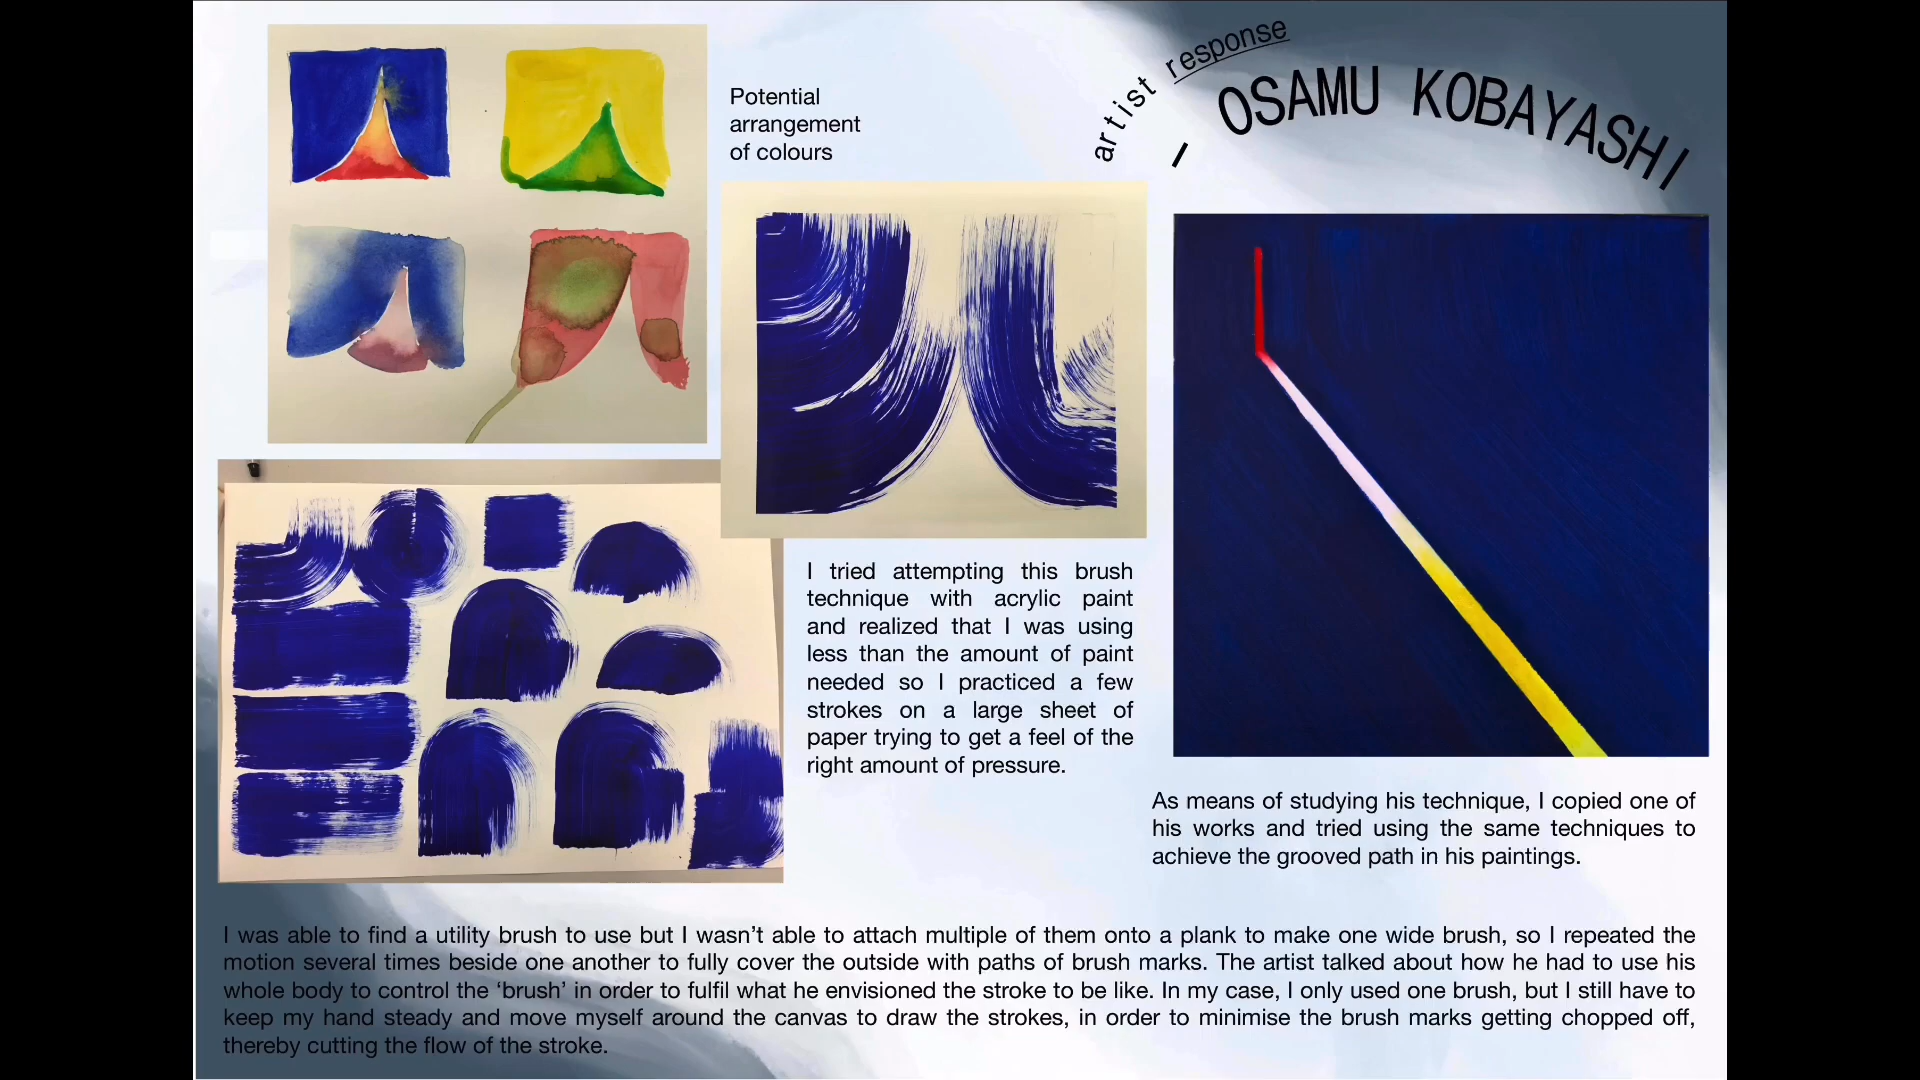 artist response
– OSAMU KOBAYASHI
Potential
arrangement
of colours
I tried attempting this brush
technique with acrylic paint
and realized that I was using
less than the amount of paint
needed so I practiced a few
strokes on a large sheet of
paper trying to get a feel of the
right amount of pressure.
As means of studying his technique, I copied one of
his works and tried using the same techniques to
achieve the grooved path in his paintings.
I was able to find a utility brush to use but I wasn’t able to attach multiple of them onto a plank to make one wide brush, so I repeated the
motion several times beside one another to fully cover the outside with paths of brush marks. The artist talked about how he had to use his
whole body to control the ‘brush’ in order to fulfil what he envisioned the stroke to be like. In my case, I only used one brush, but I still have to
keep my hand steady and move myself around the canvas to draw the strokes, in order to minimise the brush marks getting chopped off,
thereby cutting the flow of the stroke.